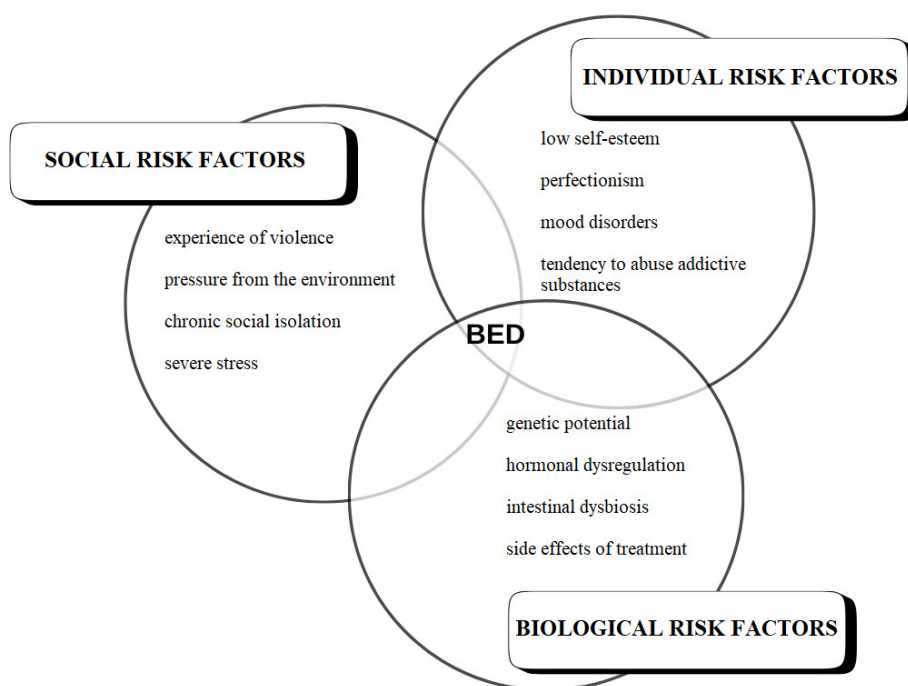 INDIVIDUAL RISK FACTORS
low self-esteem
perfectionism
mood disorders
tendency to abuse addictive
substances
SOCIAL RISK FACTORS
experience of violence
pressure from the environment
chronic social isolation
severe stress
BED
genetic potential
hormonal dysregulation
intestinal dysbiosis
side effects of treatment
BIOLOGICAL RISK FACTORS